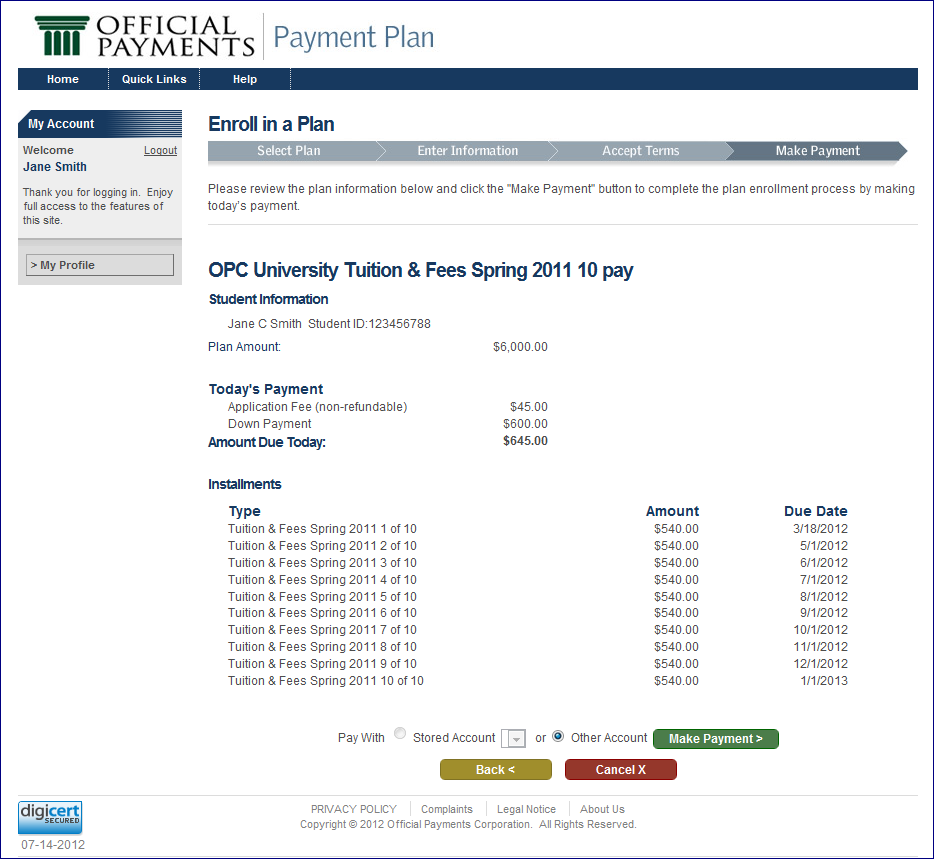 OFFICIAL PAYMENTS Payment Plan
Home Quick Links Help
My Account
Welcome Logout
Jane Smith
Thank you for logging in. Enjoy
full access to the features of
this site.
> My Profile
Enroll in a Plan
Select Plan Enter Information Accept Terms Make Payment
Please review the plan information below and click the "Make Payment" button to complete the plan enrollment process by making
today's payment.
OPC University Tuition & Fees Spring 2011 10 pay
Student Information
Jane C Smith Student ID:123456788
Plan Amount: $6,000.00
Today's Payment
Application Fee (non-refundable) $45.00
Down Payment $600.00
Amount Due Today: $645.00
Installments
Type Amount Due Date
Tuition & Fees Spring 2011 1 of 10 $540.00 3/18/2012
Tuition & Fees Spring 2011 2 of 10 $540.00 5/1/2012
Tuition & Fees Spring 2011 3 of 10 $540.00 6/1/2012
Tuition & Fees Spring 2011 4 of 10 $540.00 7/1/2012
Tuition & Fees Spring 2011 5 of 10 $540.00 8/1/2012
Tuition & Fees Spring 2011 6 of 10 $540.00 9/1/2012
Tuition & Fees Spring 2011 7 of 10 $540.00 10/1/2012
Tuition & Fees Spring 2011 8 of 10 $540.00 11/1/2012
Tuition & Fees Spring 2011 9 of 10 $540.00 12/1/2012
Tuition & Fees Spring 2011 10 of 10 $540.00 1/1/2013
Pay With Stored Account or Other Account Make Payment >
Back < Cancel X
digicert SECURED
07-14-2012
PRIVACY POLICY Complaints Legal Notice About Us
Copyright © 2012 Official Payments Corporation. All Rights Reserved.